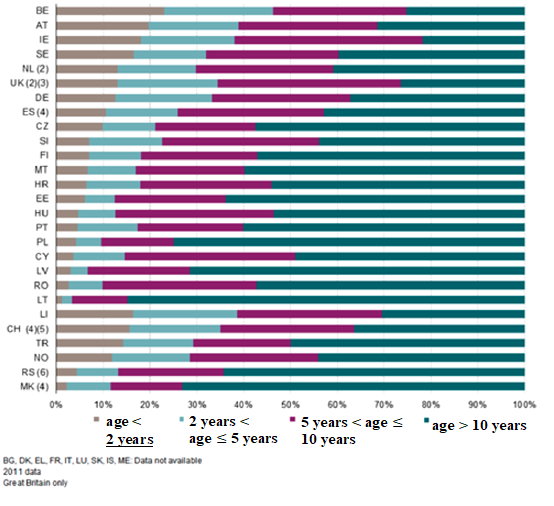 BE
AT
IE
SE
NL (2)
UK (2)(3)
DE
ES (4)
CZ
SI
FI
MT
HR
EE
HU
PT
PL
CY
LV
RO
LT
LI
CH (4)(5)
TR
NO
RS (6)
MK (4)
0% 10% 20% 30% 40% 50% 60% 70% 80% 90% 100%
age <
2 years
2 years <
age ≤ 5 years
5 years < age ≤
10 years
age > 10 years
BG, DK, EL, FR, IT, LU, SK, IS, ME: Data not available
2011 data
Great Britain only